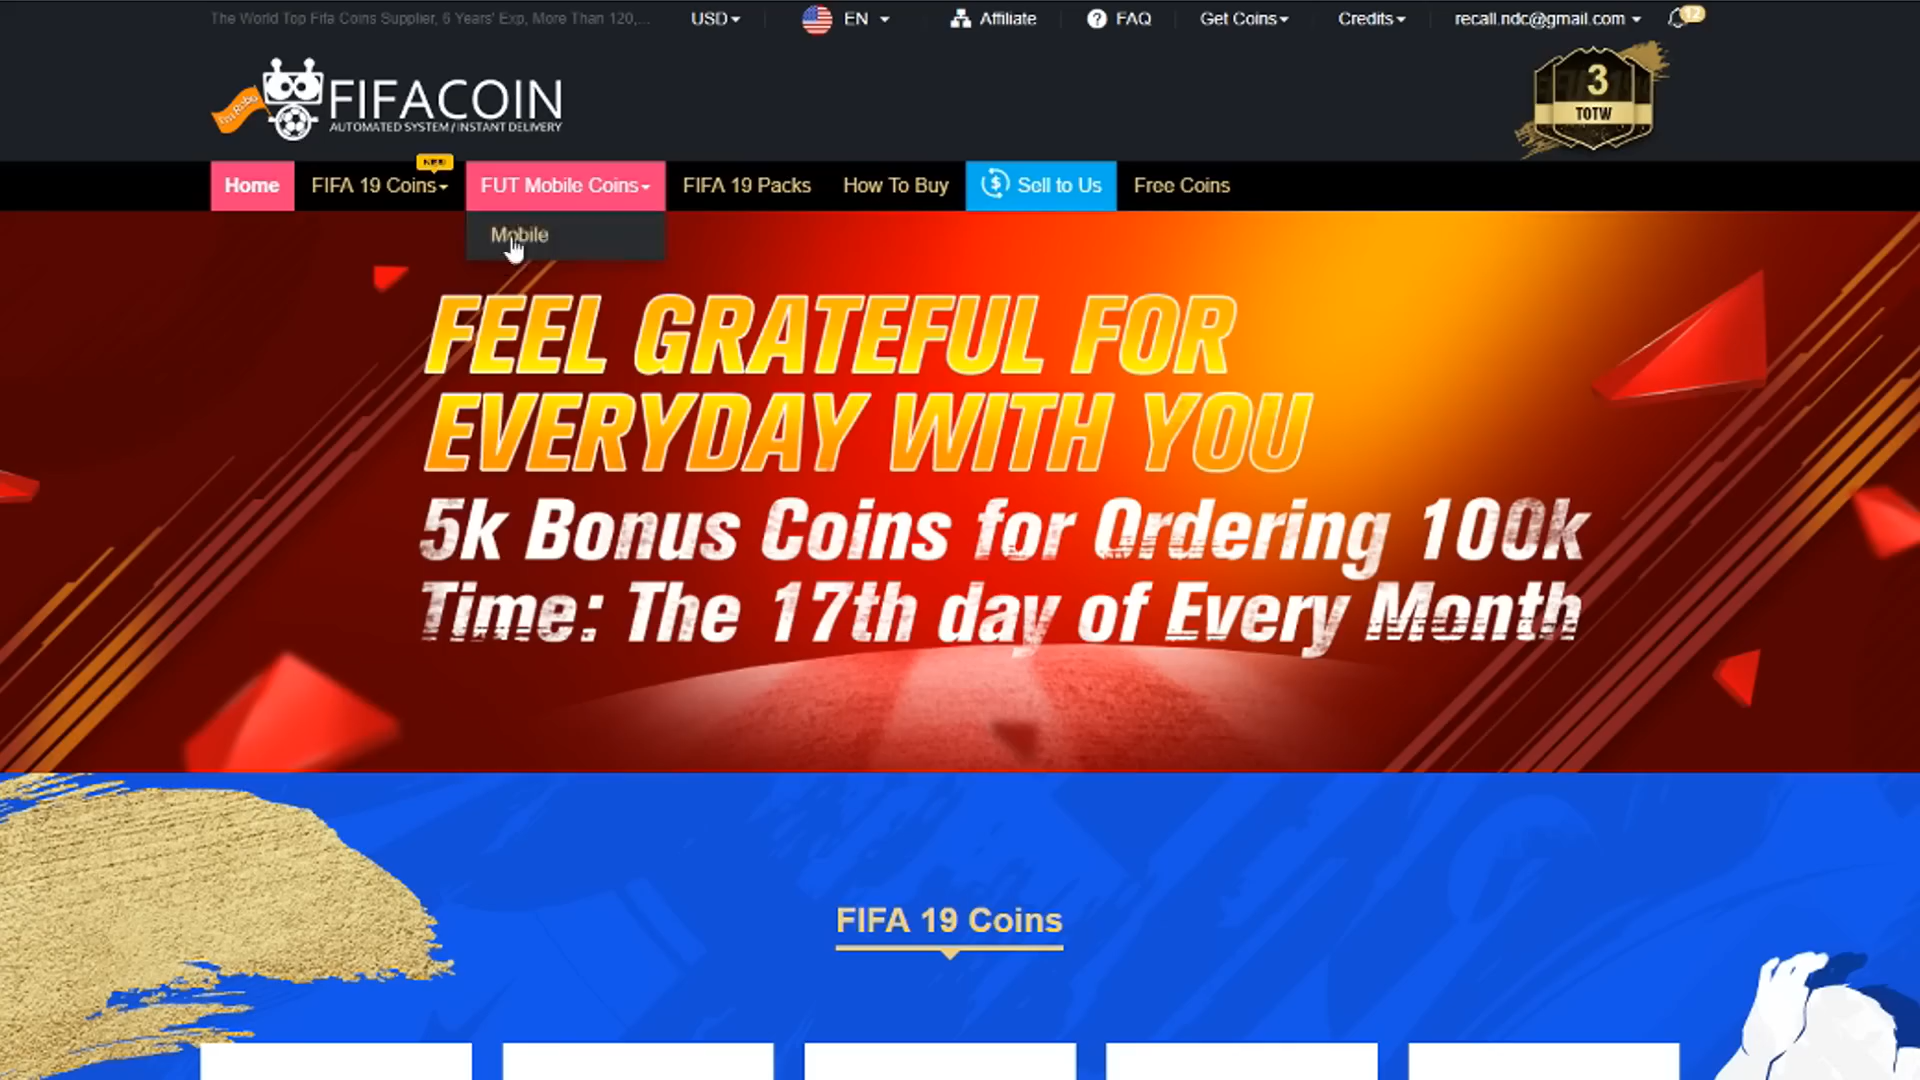 The World Top Fifa Coins Supplier, 6 Years' Exp, More Than 120,...
USD
EN
Affiliate
? FAQ
Get Coins
Credits
recall.ndc@gmail.com
12
FIFACOIN
AUTOMATED SYSTEM / INSTANT DELIVERY
3
TOTW
Home
NEW
FIFA 19 Coins
FUT Mobile Coins
FIFA 19 Packs
How To Buy
$ Sell to Us
Free Coins
Mobile
FEEL GRATEFUL FOR
EVERYDAY WITH YOU
5k Bonus Coins for Ordering 100k
Time: The 17th day of Every Month
FIFA 19 Coins